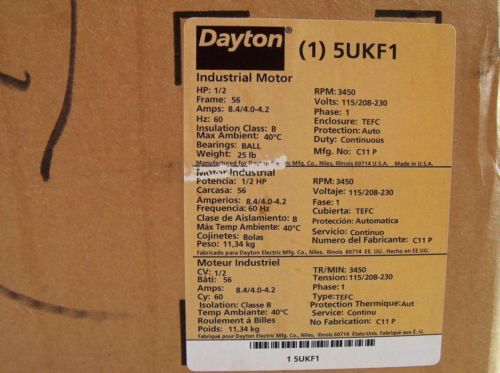 Dayton® (1) 5UKF1
Industrial Motor
HP: 1/2 RPM: 3450
Frame: 56 Volts: 115/208-230
Amps: 8.4/4.0-4.2 Phase: 1
Hz: 60 Enclosure: TEFC
Insulation Class: B Protection: Auto
Max Ambient: 40°C Duty: Continuous
Bearings: BALL Mfg. No: C11 P
Weight: 25 lb
Manufactured for Dayton Electric Mfg. Co., Niles, Illinois 60714 U.S.A. Made in U.S.A.
Motor Industrial
Potencia: 1/2 HP RPM: 3450
Carcasa: 56 Voltaje: 115/208-230
Amperios: 8.4/4.0-4.2 Fase: 1
Frequencia: 60 Hz Cubierta: TEFC
Clase de Aislamiento: B Protección: Automatica
Máx Temp Ambiente: 40°C Servicio: Continuo
Cojinetes: Bolas Numero del Fabricante: C11 P
Peso: 11,34 kg
Fabricado para Dayton Electric Mfg. Co., Niles, Illinois 60714 EE. UU. Hecho en EE.UU.
Moteur Industriel
CV: 1/2 TR/MIN: 3450
Bâti: 56 Tension: 115/208-230
Amps: 8.4/4.0-4.2 Phase: 1
Cy: 60 Type: TEFC
Isolation: Classe B Protection Thermique: Aut
Temp Ambiante: 40°C Service: Continu
Roulement à Billes No Fabrication: C11 P
Poids: 11,34 kg
Fabriqué pour Dayton Electric Mfg. Co., Niles, Illinois 60714 États-Unis. Fabriqué aux É. U.
1 5UKF1